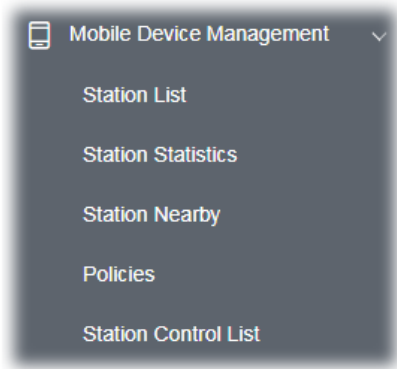 Mobile Device Management
Station List
Station Statistics
Station Nearby
Policies
Station Control List